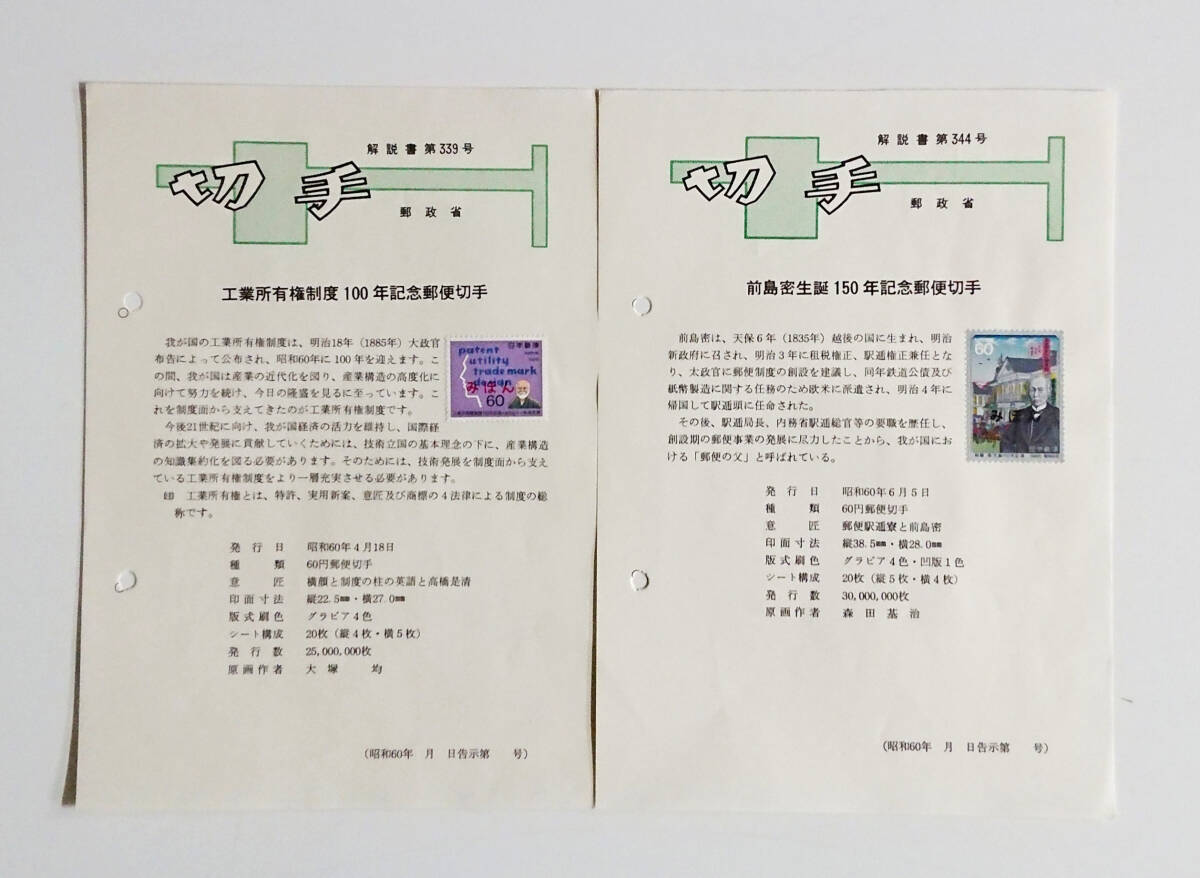 解説書第339号
切手
郵政省
工業所有権制度100年記念郵便切手
我が国の工業所有権制度は、明治18年（1885年）太政官
布告によって公布され、昭和60年に100年を迎えます。こ
の間、我が国は産業の近代化を図り、産業構造の高度化に
向けて努力を続け、今日の隆盛を見るに至っています。こ
れを制度面から支えてきたのが工業所有権制度です。
今後21世紀に向け、我が国経済の活力を維持し、国際経
済の拡大や発展に貢献していくためには、技術立国の基本理念の下に、産業構造
の知識集約化を図る必要があります。そのためには、技術発展を制度面から支え
ている工業所有権制度をより一層充実させる必要があります。
工業所有権とは、特許、実用新案、意匠及び商標の4法律による制度の総
称です。
patent
utility
trade mark
design
日本郵便
みほん
60
発行日 昭和60年4月18日
種類 60円郵便切手
意匠 横顔と制度の柱の英語と高橋是清
印面寸法 縦22.5㎜・横27.0㎜
版式刷色 グラビア4色
シート構成 20枚（縦4枚・横5枚）
発行数 25,000,000枚
原画作者 大塚 均
（昭和60年 月 日告示第 号）
解説書第344号
切手
郵政省
前島密生誕150年記念郵便切手
前島密は、天保6年（1835年）越後の国に生まれ、明治
新政府に召され、明治3年に租税権正、駅逓権正兼任とな
り、太政官に郵便制度の創設を建議し、同年鉄道公債及び
紙幣製造に関する任務のため欧米に派遣され、明治4年に
帰国して駅逓頭に任命された。
その後、駅逓局長、内務省駅逓総官等の要職を歴任し、
創設期の郵便事業の発展に尽力したことから、我が国にお
ける「郵便の父」と呼ばれている。
60
みほ
発行日 昭和60年6月5日
種類 60円郵便切手
意匠 郵便駅逓寮と前島密
印面寸法 縦38.5㎜・横28.0㎜
版式刷色 グラビア4色・凹版1色
シート構成 20枚（縦5枚・横4枚）
発行数 30,000,000枚
原画作者 森田基治
（昭和60年 月 日告示第 号）